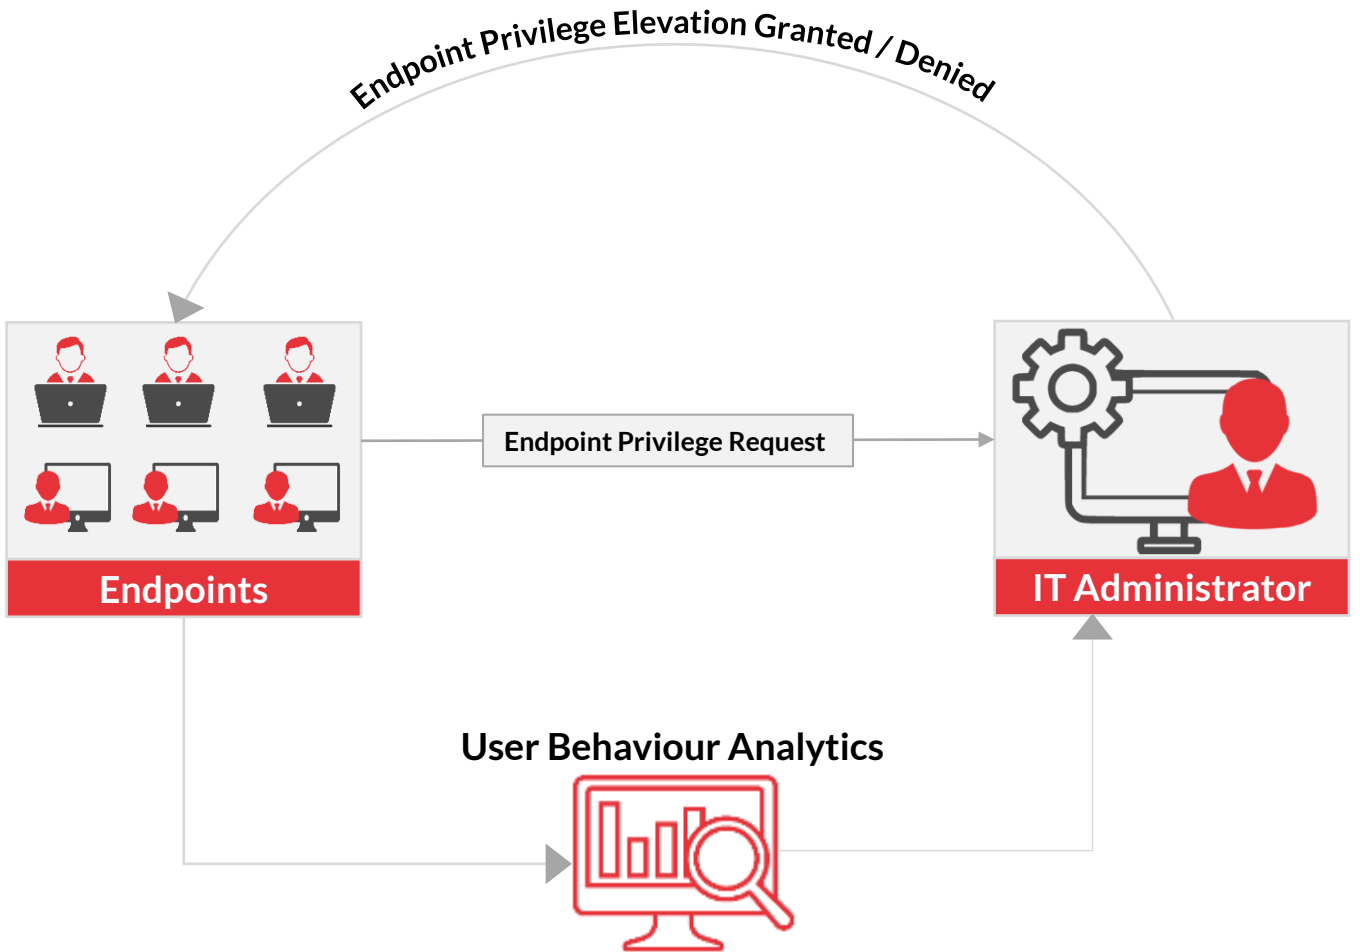 Endpoint Privilege Elevation Granted / Denied
Endpoint Privilege Request
Endpoints
IT Administrator
User Behaviour Analytics